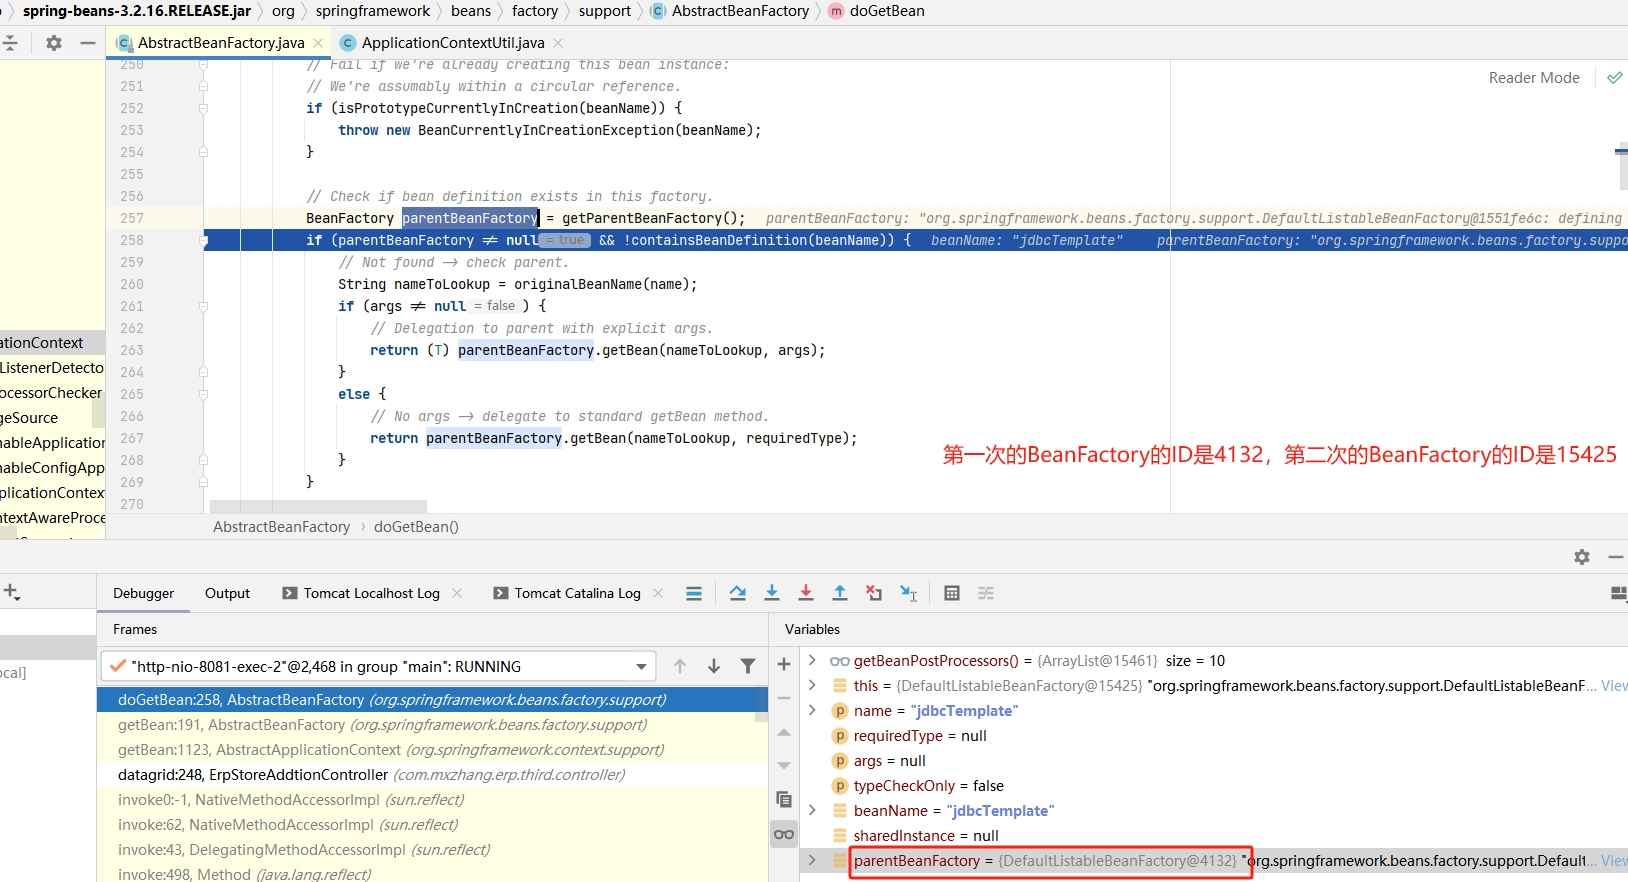 spring-beans-3.2.16.RELEASE.jar org springframework beans factory support AbstractBeanFactory doGetBean
AbstractBeanFactory.java ApplicationContextUtil.java
250 // Fail if we're already creating this bean instance:
251 // We're assumably within a circular reference.
252 if (isPrototypeCurrentlyInCreation(beanName)) {
253 throw new BeanCurrentlyInCreationException(beanName);
254 }
255
256 // Check if bean definition exists in this factory.
257 BeanFactory parentBeanFactory = getParentBeanFactory(); parentBeanFactory: "org.springframework.beans.factory.support.DefaultListableBeanFactory@1551fe6c: defining
258 if (parentBeanFactory ≠ null = true && !containsBeanDefinition(beanName)) { beanName: "jdbcTemplate" parentBeanFactory: "org.springframework.beans.factory.suppo
259 // Not found → check parent.
260 String nameToLookup = originalBeanName(name);
261 if (args ≠ null = false ) {
262 // Delegation to parent with explicit args.
263 return (T) parentBeanFactory.getBean(nameToLookup, args);
264 }
265 else {
266 // No args → delegate to standard getBean method.
267 return parentBeanFactory.getBean(nameToLookup, requiredType);
268 }
269 }
270
Reader Mode
第一次的BeanFactory的ID是4132，第二次的BeanFactory的ID是15425
ationContext
ListenerDetecto
ocessorChecker
geSource
nableApplication
nableConfigApp
plicationContex
ntextAwareProce
AbstractBeanFactory › doGetBean()
Debugger Output Tomcat Localhost Log Tomcat Catalina Log
ocal]
Frames
"http-nio-8081-exec-2"@2,468 in group "main": RUNNING
doGetBean:258, AbstractBeanFactory (org.springframework.beans.factory.support)
getBean:191, AbstractBeanFactory (org.springframework.beans.factory.support)
getBean:1123, AbstractApplicationContext (org.springframework.context.support)
datagrid:248, ErpStoreAddtionController (com.mxzhang.erp.third.controller)
invoke0:-1, NativeMethodAccessorImpl (sun.reflect)
invoke:62, NativeMethodAccessorImpl (sun.reflect)
invoke:43, DelegatingMethodAccessorImpl (sun.reflect)
invoke:498, Method (java.lang.reflect)
Variables
getBeanPostProcessors() = {ArrayList@15461} size = 10
this = {DefaultListableBeanFactory@15425} "org.springframework.beans.factory.support.DefaultListableBeanF... View
name = "jdbcTemplate"
requiredType = null
args = null
typeCheckOnly = false
beanName = "jdbcTemplate"
sharedInstance = null
parentBeanFactory = {DefaultListableBeanFactory@4132} "org.springframework.beans.factory.support.Default... View